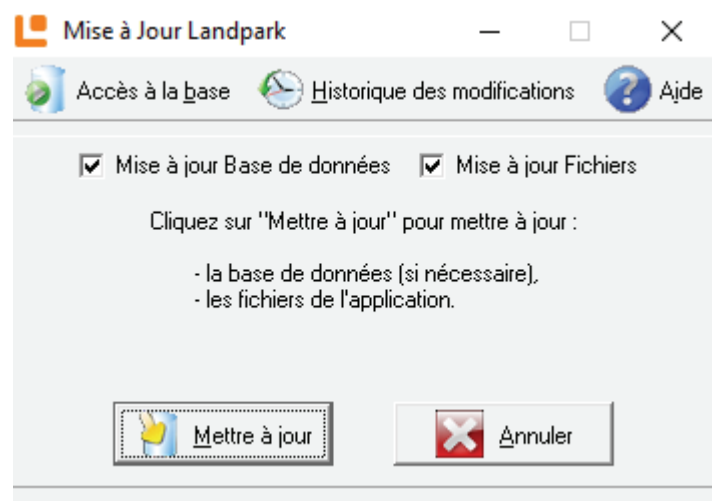 Mise à Jour Landpark
Accès à la base Historique des modifications Aide
Mise à jour Base de données Mise à jour Fichiers
Cliquez sur "Mettre à jour" pour mettre à jour :
- la base de données (si nécessaire),
- les fichiers de l'application.
Mettre à jour Annuler